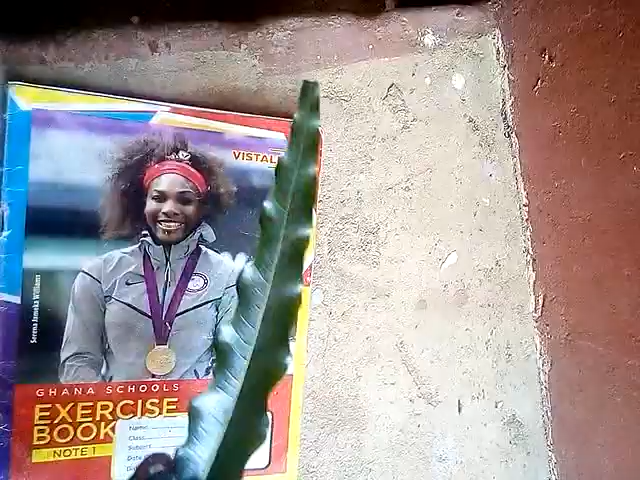 VISTAL
Serena Jameka Williams
GHANA SCHOOLS
EXERCISE
BOOK
NOTE 1
Name:
Class:
Subject:
Date